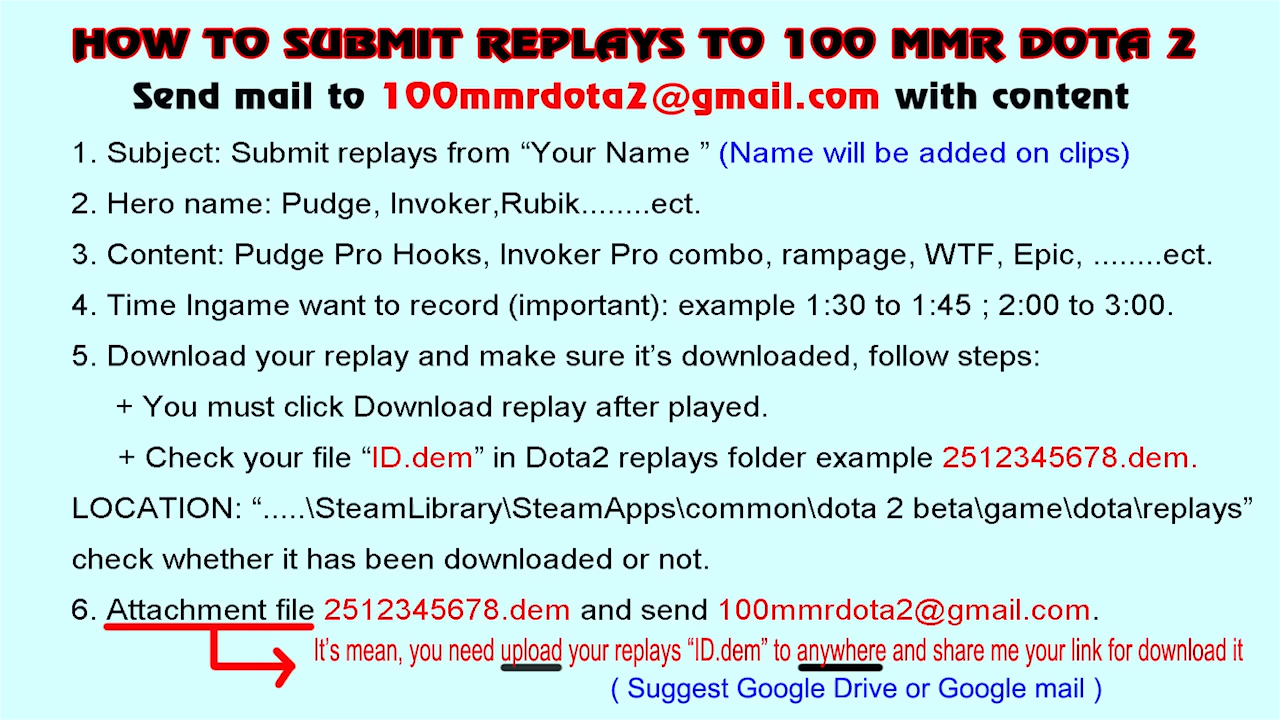 HOW TO SUBMIT REPLAYS TO 100 MMR DOTA 2
Send mail to 100mmrdota2@gmail.com with content
1. Subject: Submit replays from “Your Name ” (Name will be added on clips)
2. Hero name: Pudge, Invoker,Rubik........ect.
3. Content: Pudge Pro Hooks, Invoker Pro combo, rampage, WTF, Epic, ........ect.
4. Time Ingame want to record (important): example 1:30 to 1:45 ; 2:00 to 3:00.
5. Download your replay and make sure it’s downloaded, follow steps:
+ You must click Download replay after played.
+ Check your file “ID.dem” in Dota2 replays folder example 2512345678.dem.
LOCATION: “.....\SteamLibrary\SteamApps\common\dota 2 beta\game\dota\replays”
check whether it has been downloaded or not.
6. Attachment file 2512345678.dem and send 100mmrdota2@gmail.com.
It’s mean, you need upload your replays “ID.dem” to anywhere and share me your link for download it
( Suggest Google Drive or Google mail )